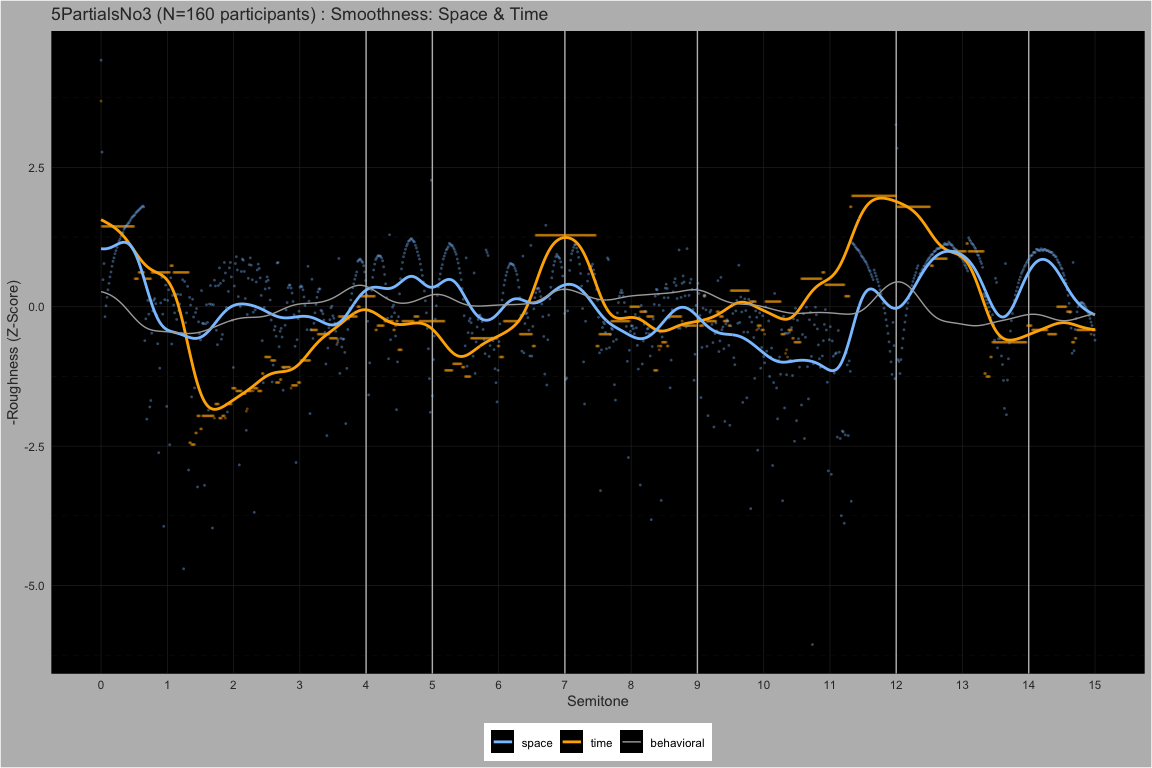 5PartialsNo3 (N=160 participants) : Smoothness: Space & Time
-Roughness (Z-Score)
2.5
0.0
-2.5
-5.0
0 1 2 3 4 5 6 7 8 9 10 11 12 13 14 15
Semitone
space time behavioral